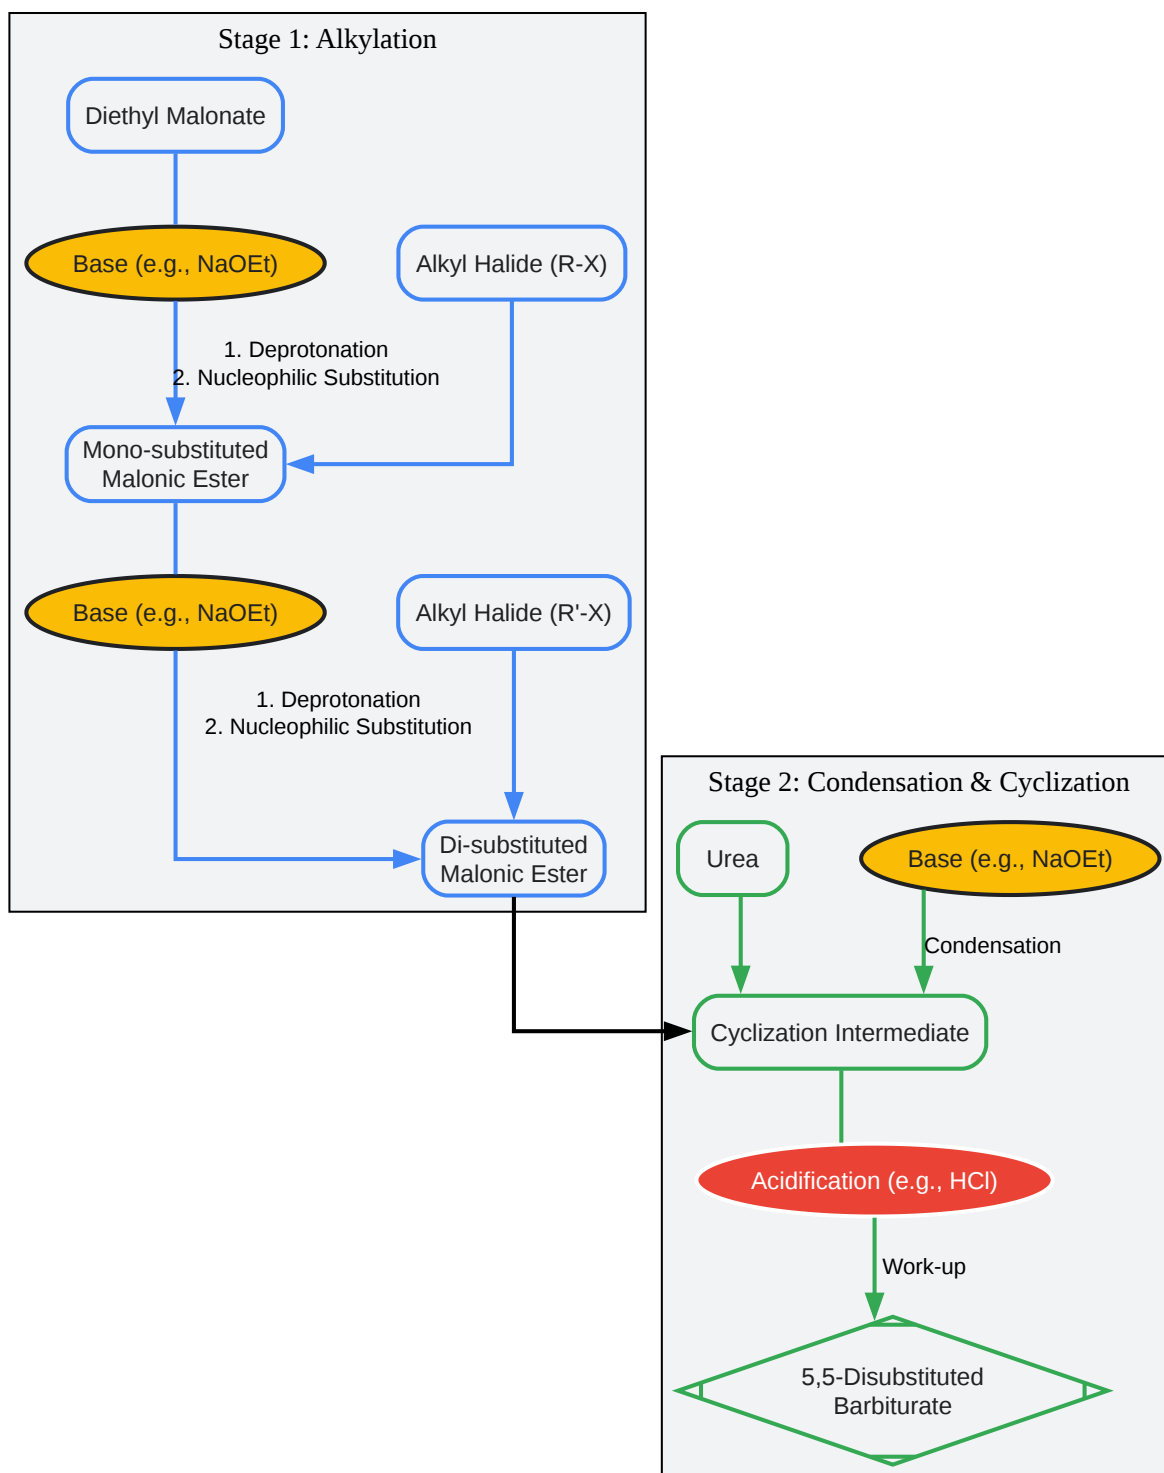 Stage 1: Alkylation
Diethyl Malonate
Base (e.g., NaOEt)
Alkyl Halide (R-X)
1. Deprotonation
2. Nucleophilic Substitution
Mono-substituted
Malonic Ester
Base (e.g., NaOEt)
Alkyl Halide (R'-X)
1. Deprotonation
2. Nucleophilic Substitution
Di-substituted
Malonic Ester
Stage 2: Condensation & Cyclization
Urea
Base (e.g., NaOEt)
Condensation
Cyclization Intermediate
Acidification (e.g., HCl)
Work-up
5,5-Disubstituted
Barbiturate